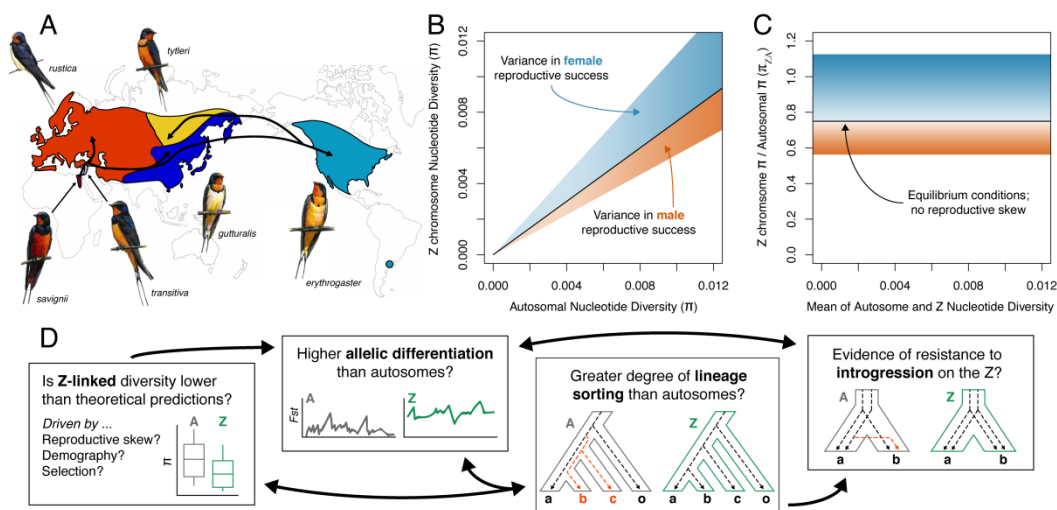 A
rustica
tytleri
gutturalis
erythrogaster
savignii
transitiva
B
Z chromosome Nucleotide Diversity (π)
0.000
0.004
0.008
0.012
Variance in female
reproductive success
Variance in male
reproductive success
0.000
0.004
0.008
0.012
Autosomal Nucleotide Diversity (π)
C
Z chromsome π / Autosomal π (πZA)
0.0
0.2
0.4
0.6
0.8
1.0
1.2
Equilibrium conditions;
no reproductive skew
0.000
0.004
0.008
0.012
Mean of Autosome and Z Nucleotide Diversity
D
Is Z-linked diversity lower
than theoretical predictions?
Driven by ...
Reproductive skew?
Demography?
Selection?
π
A
Z
Higher allelic differentiation
than autosomes?
Fst
A
Z
Greater degree of lineage
sorting than autosomes?
A
Z
a b c o
a b c o
Evidence of resistance to
introgression on the Z?
A
Z
a b
a b